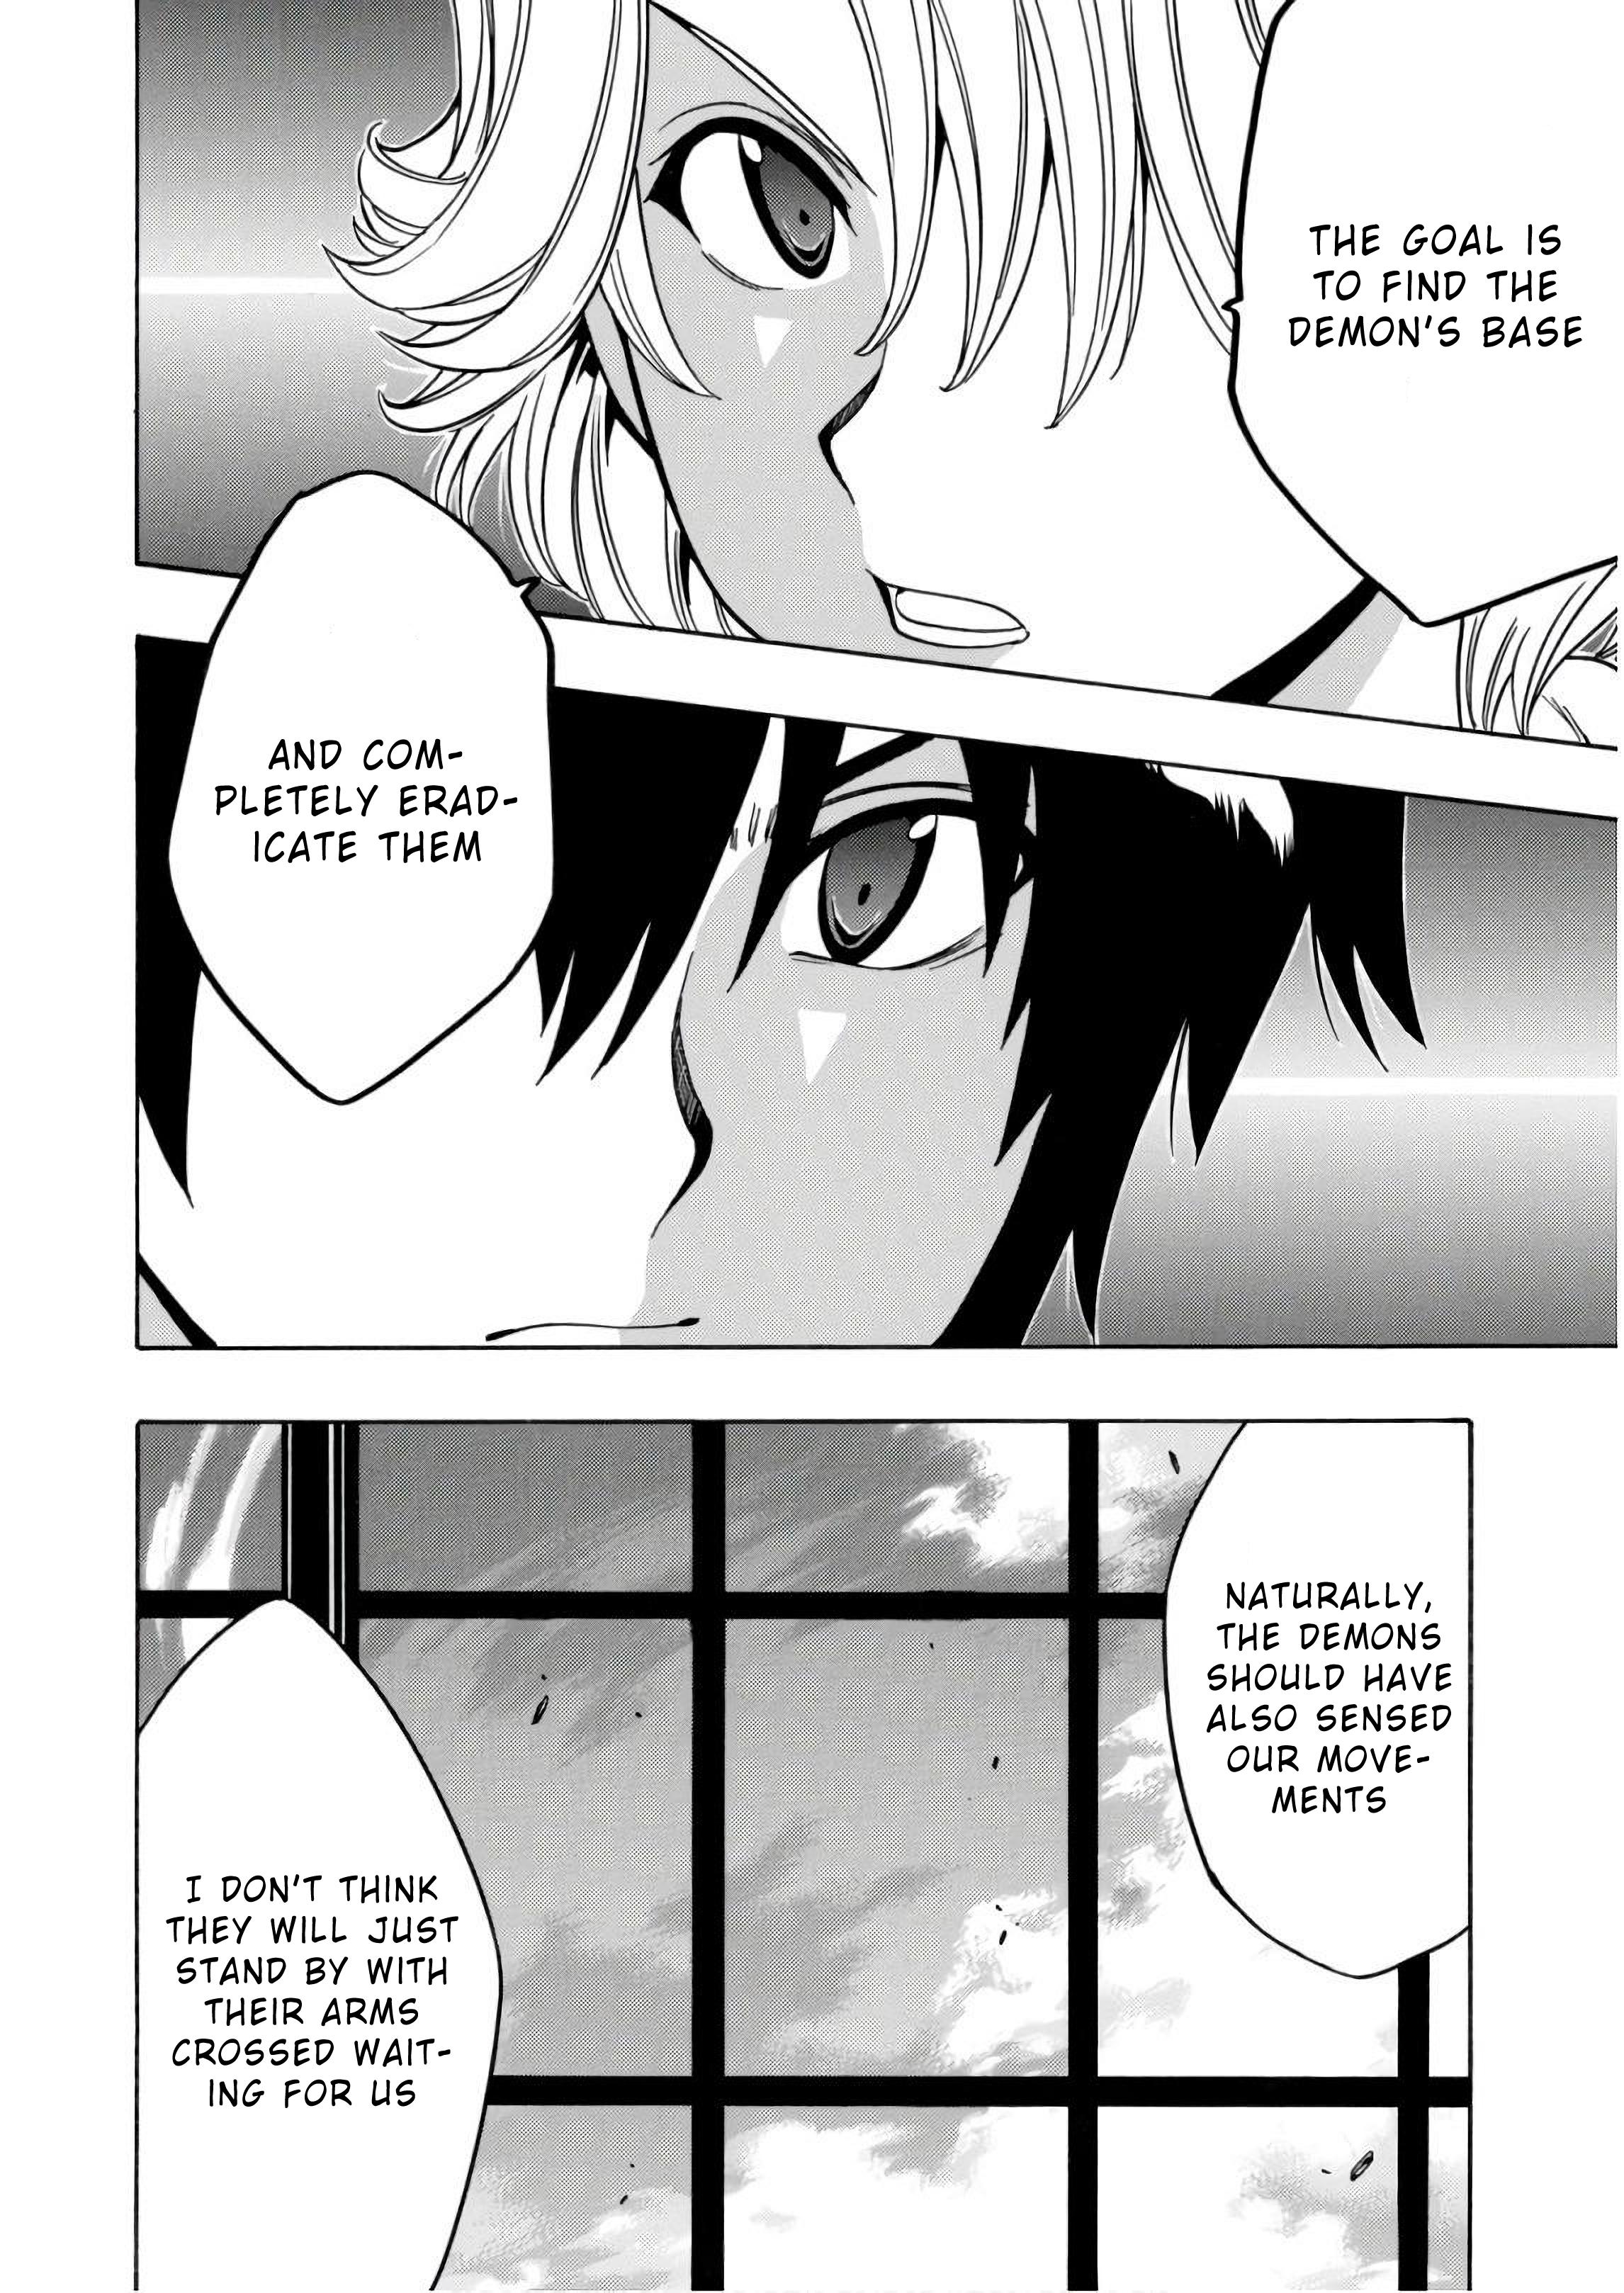 THE GOAL IS
TO FIND THE
DEMON'S BASE
AND COM-
PLETELY ERAD-
ICATE THEM
NATURALLY,
THE DEMONS
SHOULD HAVE
ALSO SENSED
OUR MOVE-
MENTS
I DON'T THINK
THEY WILL JUST
STAND BY WITH
THEIR ARMS
CROSSED WAIT-
ING FOR US